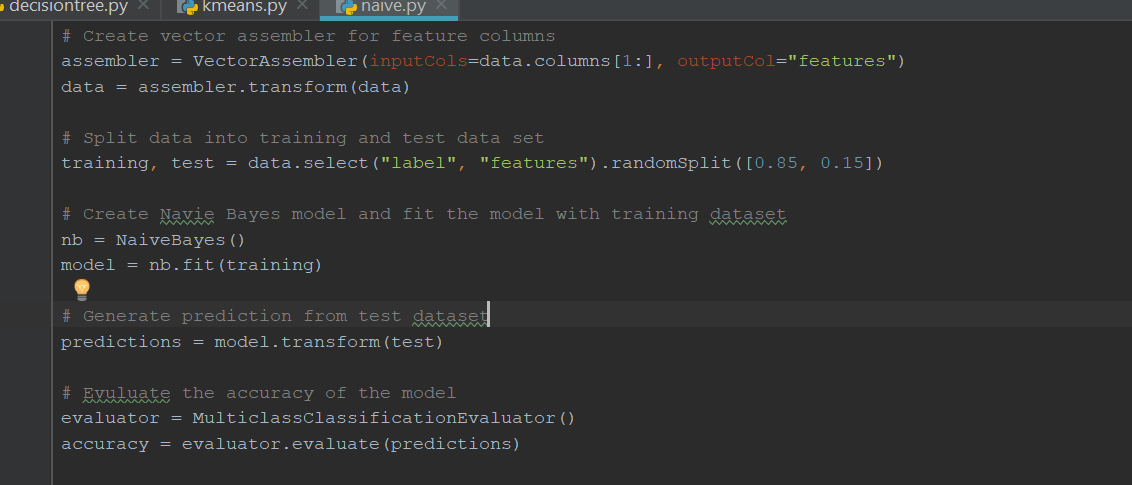 decisiontree.py
kmeans.py
naive.py
# Create vector assembler for feature columns
assembler = VectorAssembler(inputCols=data.columns[1:], outputCol="features")
data = assembler.transform(data)
# Split data into training and test data set
training, test = data.select("label", "features").randomSplit([0.85, 0.15])
# Create Navie Bayes model and fit the model with training dataset
nb = NaiveBayes()
model = nb.fit(training)
# Generate prediction from test dataset
predictions = model.transform(test)
# Evuluate the accuracy of the model
evaluator = MulticlassClassificationEvaluator()
accuracy = evaluator.evaluate(predictions)